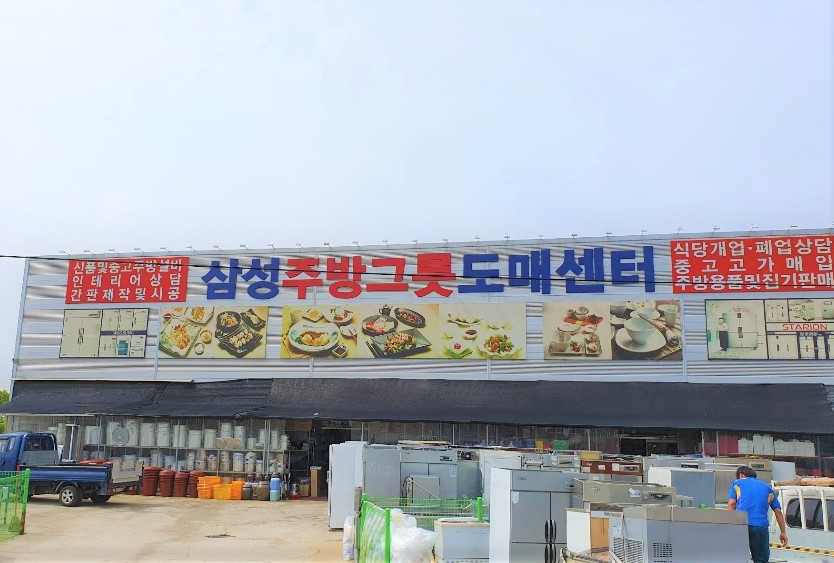 신품및중고주방설비
인테리어상담
간판제작및시공
삼성주방그릇도매센터
식당개업·폐업상담
중고고가매입
주방용품및집기판매
STARION